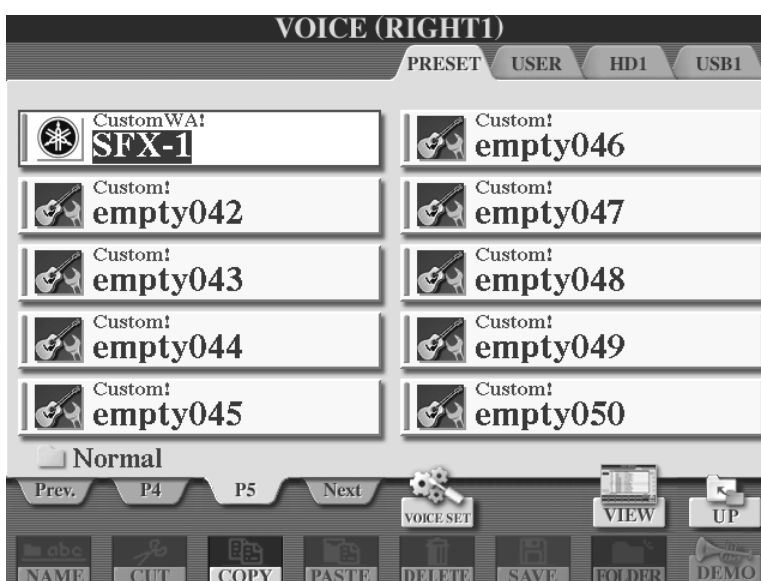 VOICE (RIGHT1)
PRESET USER HD1 USB1
CustomWA!
SFX-1
Custom!
empty042
Custom!
empty043
Custom!
empty044
Custom!
empty045
Custom!
empty046
Custom!
empty047
Custom!
empty048
Custom!
empty049
Custom!
empty050
Normal
Prev. P4 P5 Next
VOICE SET VIEW UP
abc
NAME CUT COPY PASTE DELETE SAVE FOLDER DEMO